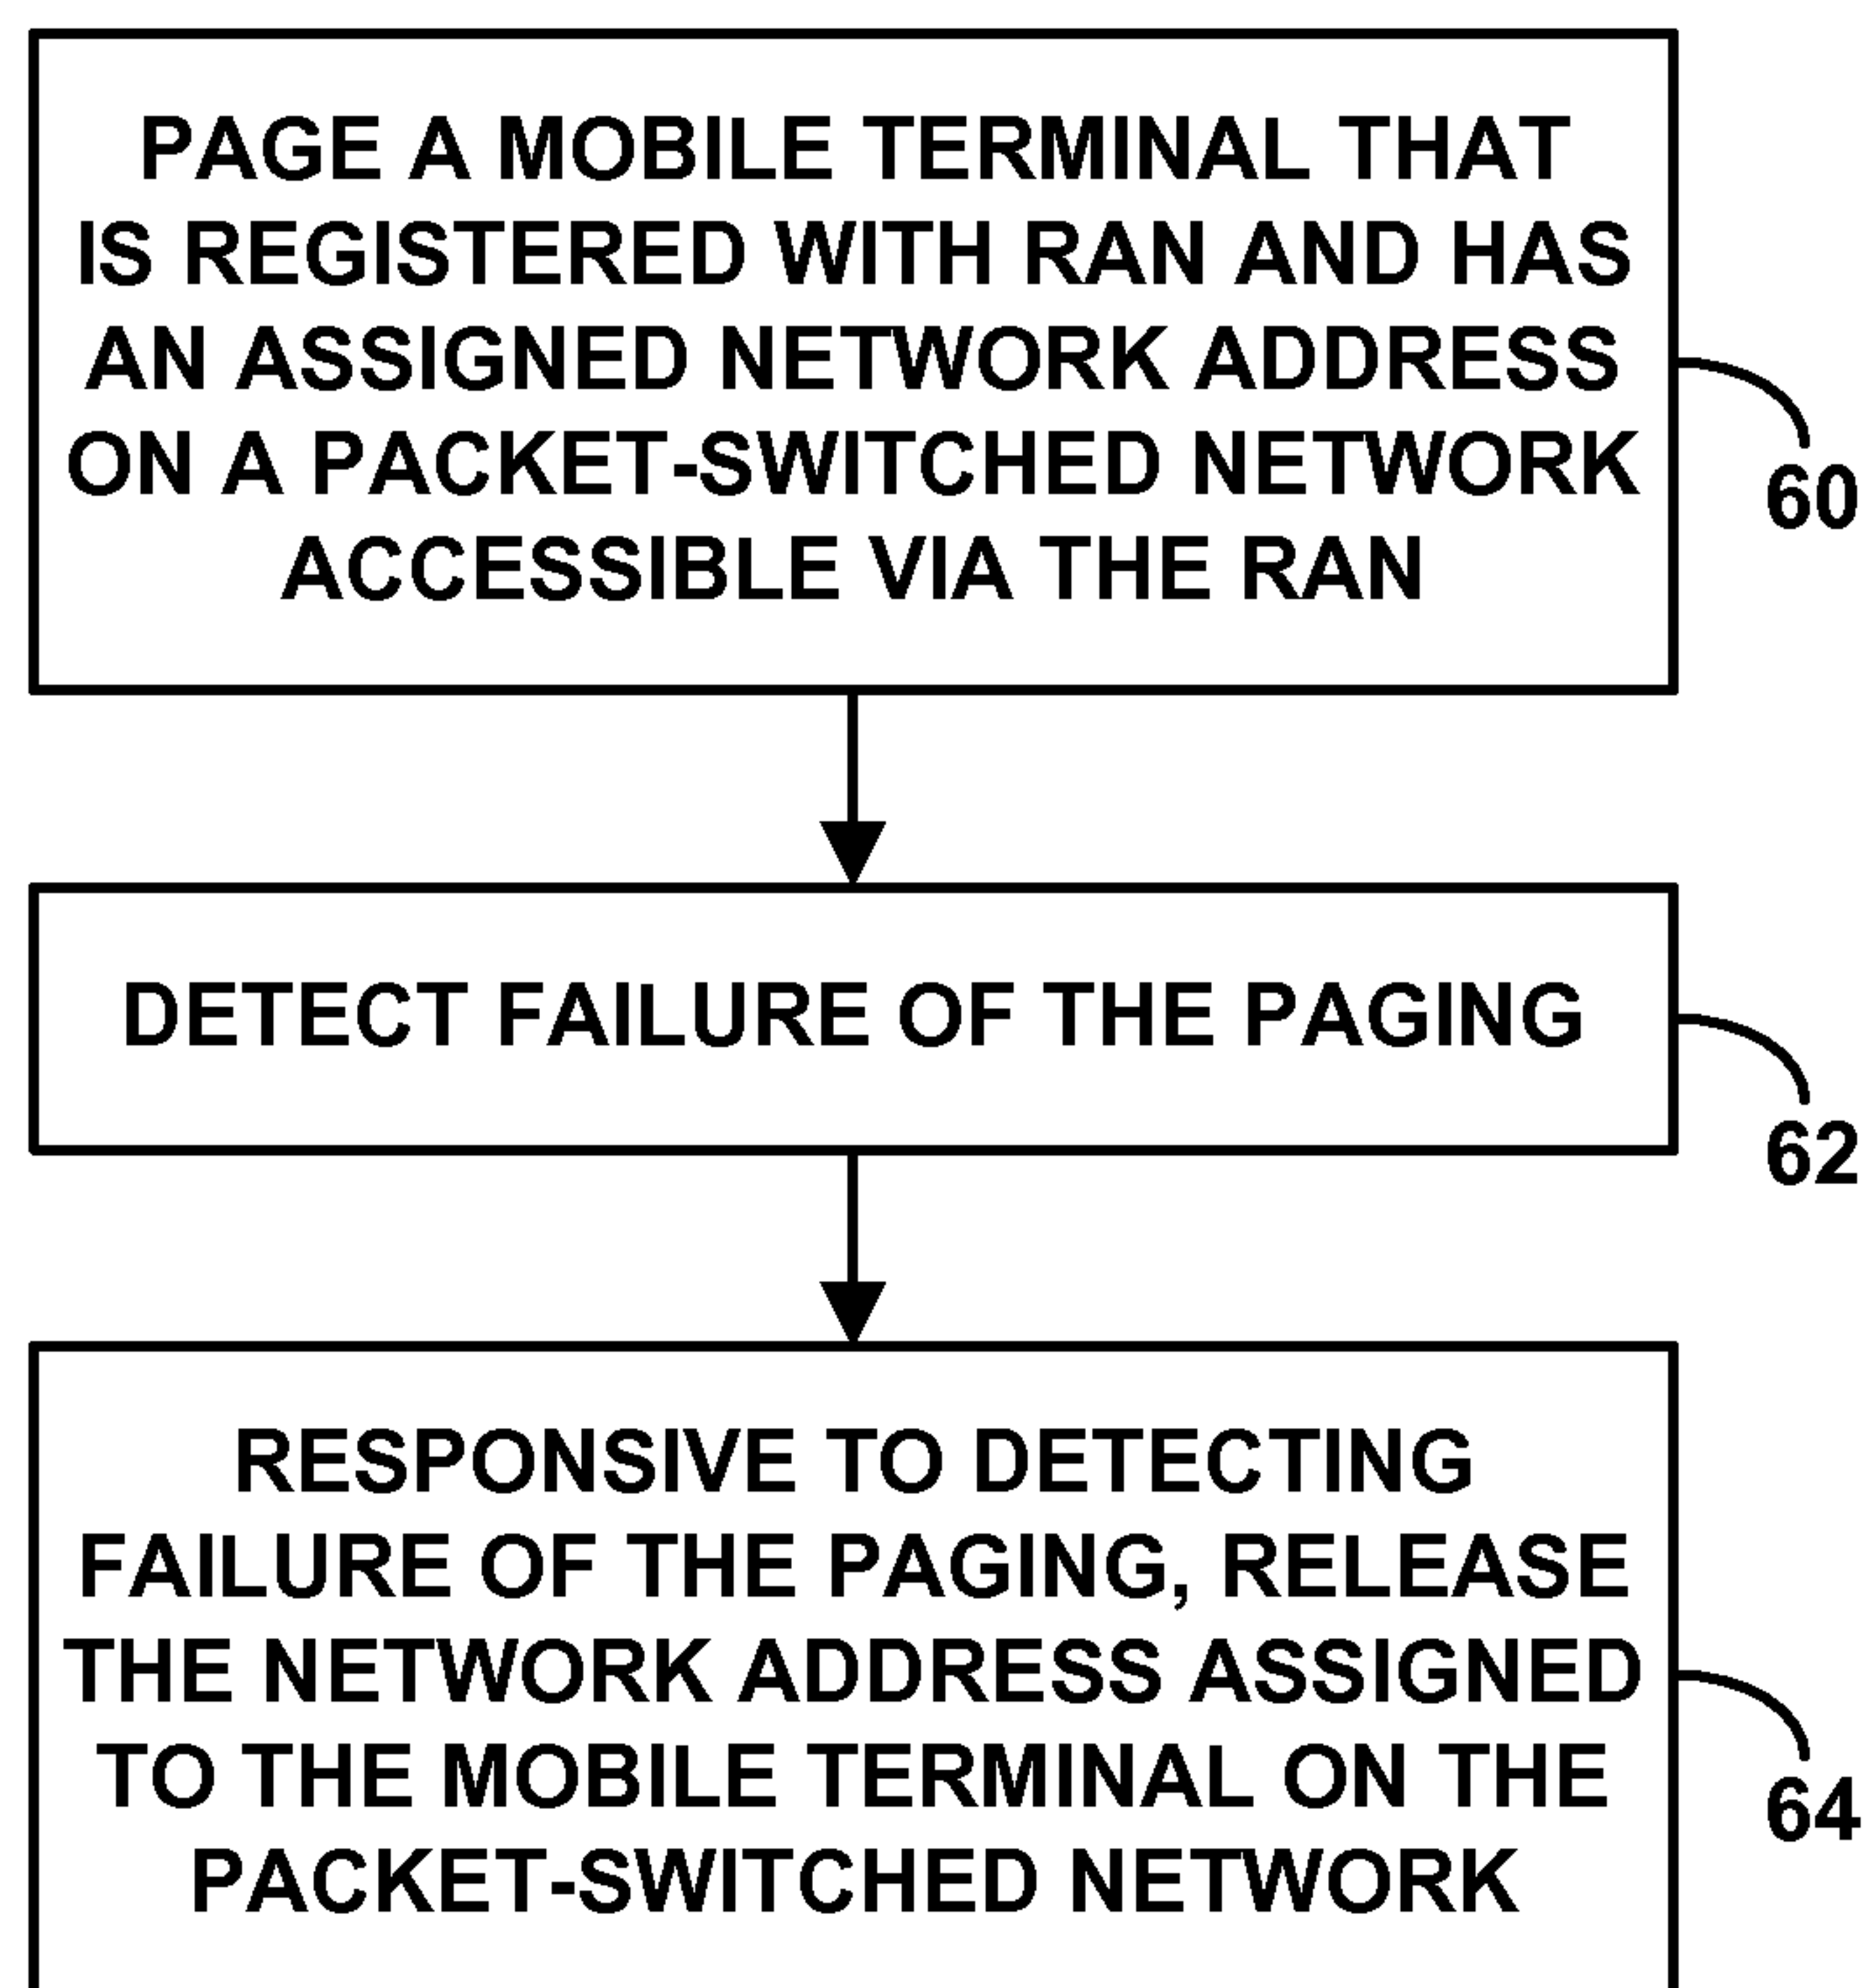 PAGE A MOBILE TERMINAL THAT
IS REGISTERED WITH RAN AND HAS
AN ASSIGNED NETWORK ADDRESS
ON A PACKET-SWITCHED NETWORK
ACCESSIBLE VIA THE RAN
60
DETECT FAILURE OF THE PAGING
62
RESPONSIVE TO DETECTING
FAILURE OF THE PAGING, RELEASE
THE NETWORK ADDRESS ASSIGNED
TO THE MOBILE TERMINAL ON THE
PACKET-SWITCHED NETWORK
64